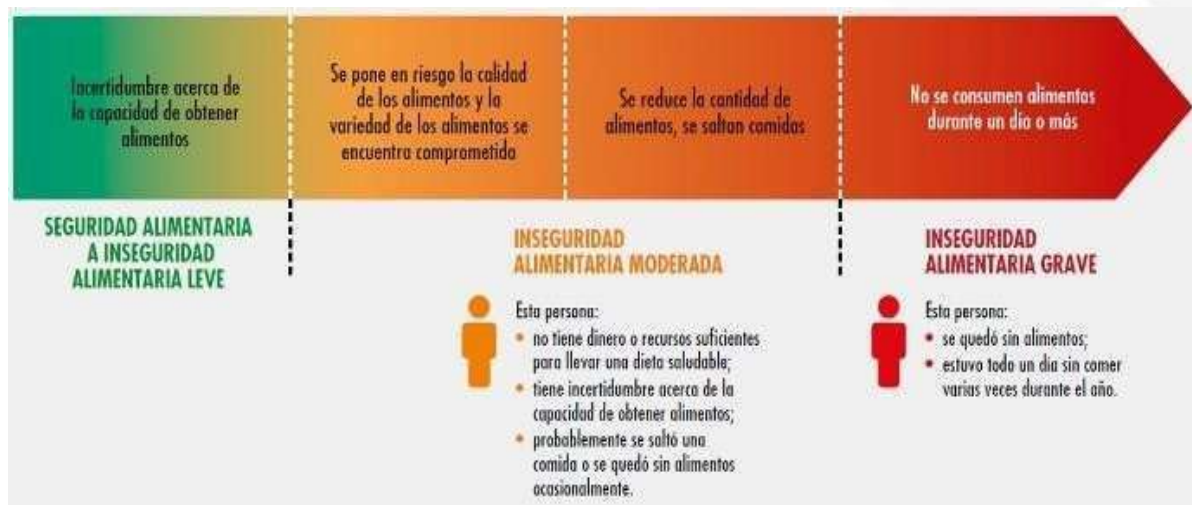 Incertidumbre acerca de
la capacidad de obtener
alimentos
Se pone en riesgo la calidad
de los alimentos y la
variedad de los alimentos se
encuentra comprometida
Se reduce la cantidad de
alimentos, se saltan comidas
No se consumen alimentos
durante un día o más
SEGURIDAD ALIMENTARIA
A INSEGURIDAD
ALIMENTARIA LEVE
INSEGURIDAD
ALIMENTARIA MODERADA
Esta persona:
• no tiene dinero o recursos suficientes
para llevar una dieta saludable;
• tiene incertidumbre acerca de la
capacidad de obtener alimentos;
• probablemente se saltó una
comida o se quedó sin alimentos
ocasionalmente.
INSEGURIDAD
ALIMENTARIA GRAVE
Esta persona:
• se quedó sin alimentos;
• estuvo todo un día sin comer
varias veces durante el año.